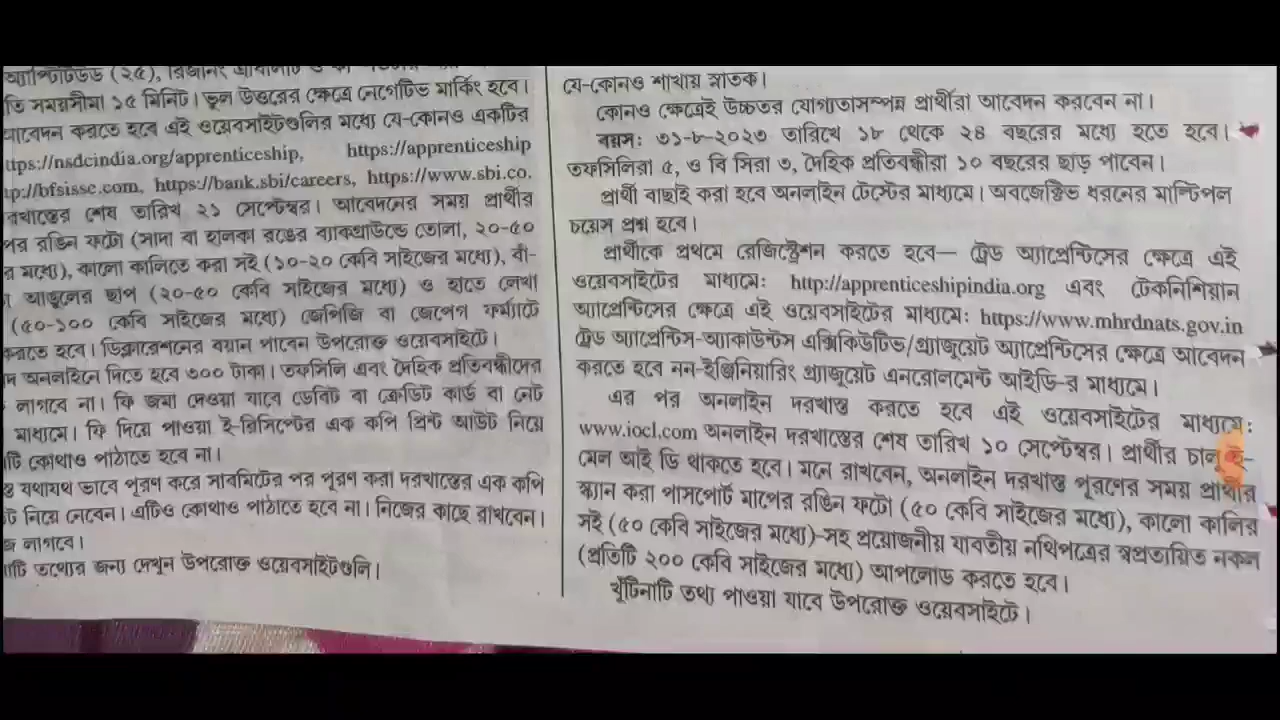 অ্যাপ্টিটিউড (২৫), রিজনিং
তি সময়সীমা ১৫ মিনিট। ভুল উত্তরের ক্ষেত্রে নেগেটিভ মার্কিং হবে।
আবেদন করতে হবে এই ওয়েবসাইটগুলির মধ্যে যে-কোনও একটির
ttps://nsdcindia.org/apprenticeship, https://apprenticeship
tp://bfsissc.com, https://bank.sbi/careers, https://www.sbi.co.
রখাস্তের শেষ তারিখ ২১ সেপ্টেম্বর। আবেদনের সময় প্রার্থীর
পর রঙিন ফটো (সাদা বা হালকা রঙের ব্যাকগ্রাউন্ডে তোলা, ২০-৫০
র মধ্যে), কালো কালিতে করা সই (১০-২০ কেবি সাইজের মধ্যে), বাঁ-
আঙুলের ছাপ (২০-৫০ কেবি সাইজের মধ্যে) ও হাতে লেখা
(৫০-১০০ কেবি সাইজের মধ্যে) জেপিজি বা জেপেগ ফর্ম্যাটে
করতে হবে। ডিক্লারেশনের বয়ান পাবেন উপরোক্ত ওয়েবসাইটে।
দ অনলাইনে দিতে হবে ৩০০ টাকা। তফসিলি এবং দৈহিক প্রতিবন্ধীদের
লাগবে না। ফি জমা দেওয়া যাবে ডেবিট বা ক্রেডিট কার্ড বা নেট
মাধ্যমে। ফি দিয়ে পাওয়া ই-রিসিপ্টের এক কপি প্রিন্ট আউট নিয়ে
টি কোথাও পাঠাতে হবে না।
ও যথাযথ ভাবে পূরণ করে সাবমিটের পর পূরণ করা দরখাস্তের এক কপি
ট নিয়ে নেবেন। এটিও কোথাও পাঠাতে হবে না। নিজের কাছে রাখবেন।
জ লাগবে।
নাটি তথ্যের জন্য দেখুন উপরোক্ত ওয়েবসাইটগুলি।
যে-কোনও শাখায় স্নাতক।
কোনও ক্ষেত্রেই উচ্চতর যোগ্যতাসম্পন্ন প্রার্থীরা আবেদন করবেন না।
বয়স: ৩১-৮-২০২৩ তারিখে ১৮ থেকে ২৪ বছরের মধ্যে হতে হবে।
তফসিলিরা ৫, ও বি সিরা ৩, দৈহিক প্রতিবন্ধীরা ১০ বছরের ছাড় পাবেন।
প্রার্থী বাছাই করা হবে অনলাইন টেস্টের মাধ্যমে। অবজেক্টিভ ধরনের মাল্টিপল
চয়েস প্রশ্ন হবে।
প্রার্থীকে প্রথমে রেজিস্ট্রেশন করতে হবে— ট্রেড অ্যাপ্রেন্টিসের ক্ষেত্রে এই
ওয়েবসাইটের মাধ্যমে: http://apprenticeshipindia.org এবং টেকনিশিয়ান
অ্যাপ্রেন্টিসের ক্ষেত্রে এই ওয়েবসাইটের মাধ্যমে: https://www.mhrdnats.gov.in
ট্রেড অ্যাপ্রেন্টিস-অ্যাকাউন্টস এক্সিকিউটিভ/গ্র্যাজুয়েট অ্যাপ্রেন্টিসের ক্ষেত্রে আবেদন
করতে হবে নন-ইঞ্জিনিয়ারিং গ্র্যাজুয়েট এনরোলমেন্ট আইডি-র মাধ্যমে।
এর পর অনলাইন দরখাস্ত করতে হবে এই ওয়েবসাইটের মাধ্যমে:
www.iocl.com অনলাইন দরখাস্তের শেষ তারিখ ১০ সেপ্টেম্বর। প্রার্থীর চালু ই-
মেল আই ডি থাকতে হবে। মনে রাখবেন, অনলাইন দরখাস্ত পূরণের সময় প্রার্থীর
স্ক্যান করা পাসপোর্ট মাপের রঙিন ফটো (৫০ কেবি সাইজের মধ্যে), কালো কালির
সই (৫০ কেবি সাইজের মধ্যে)-সহ প্রয়োজনীয় যাবতীয় নথিপত্রের স্বপ্রত্যয়িত নকল
(প্রতিটি ২০০ কেবি সাইজের মধ্যে) আপলোড করতে হবে।
খুঁটিনাটি তথ্য পাওয়া যাবে উপরোক্ত ওয়েবসাইটে।